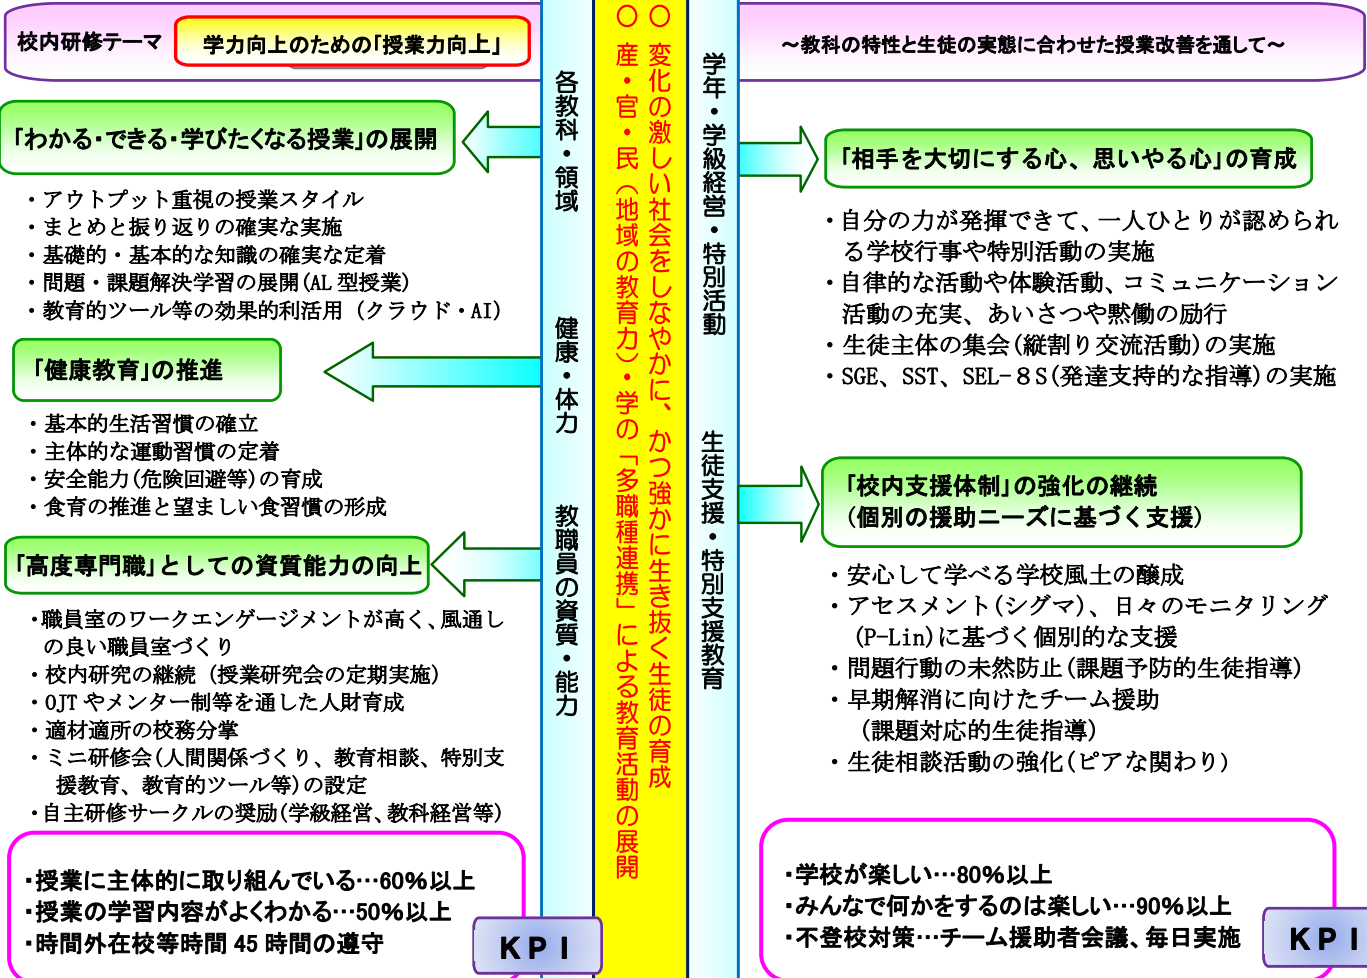 校内研修テーマ
学力向上のための「授業力向上」
～教科の特性と生徒の実態に合わせた授業改善を通して～
「わかる・できる・学びたくなる授業」の展開
・アウトプット重視の授業スタイル
・まとめと振り返りの確実な実施
・基礎的・基本的な知識の確実な定着
・問題・課題解決学習の展開(AL型授業)
・教育的ツール等の効果的利活用（クラウド・AI）
「健康教育」の推進
・基本的生活習慣の確立
・主体的な運動習慣の定着
・安全能力(危険回避等)の育成
・食育の推進と望ましい食習慣の形成
「高度専門職」としての資質能力の向上
・職員室のワークエンゲージメントが高く、風通し
の良い職員室づくり
・校内研究の継続（授業研究会の定期実施）
・OJTやメンター制等を通した人財育成
・適材適所の校務分掌
・ミニ研修会(人間関係づくり、教育相談、特別支
援教育、教育的ツール等)の設定
・自主研修サークルの奨励(学級経営、教科経営等)
・授業に主体的に取り組んでいる…60%以上
・授業の学習内容がよくわかる…50%以上
・時間外在校等時間45時間の遵守
KPI
各教科・領域
健康・体力
教職員の資質・能力
○ 変化の激しい社会をしなやかに、かつ強かに生き抜く生徒の育成
○ 産・官・民（地域の教育力）・学の「多職種連携」による教育活動の展開
学年・学級経営・特別活動
生徒支援・特別支援教育
「相手を大切にする心、思いやる心」の育成
・自分の力が発揮できて、一人ひとりが認められ
る学校行事や特別活動の実施
・自律的な活動や体験活動、コミュニケーション
活動の充実、あいさつや黙働の励行
・生徒主体の集会(縦割り交流活動)の実施
・SGE、SST、SEL-８S(発達支持的な指導)の実施
「校内支援体制」の強化の継続
(個別の援助ニーズに基づく支援)
・安心して学べる学校風土の醸成
・アセスメント(シグマ)、日々のモニタリング
(P-Lin)に基づく個別的な支援
・問題行動の未然防止(課題予防的生徒指導)
・早期解消に向けたチーム援助
(課題対応的生徒指導)
・生徒相談活動の強化(ピアな関わり)
・学校が楽しい…80%以上
・みんなで何かをするのは楽しい…90%以上
・不登校対策…チーム援助者会議、毎日実施
KPI